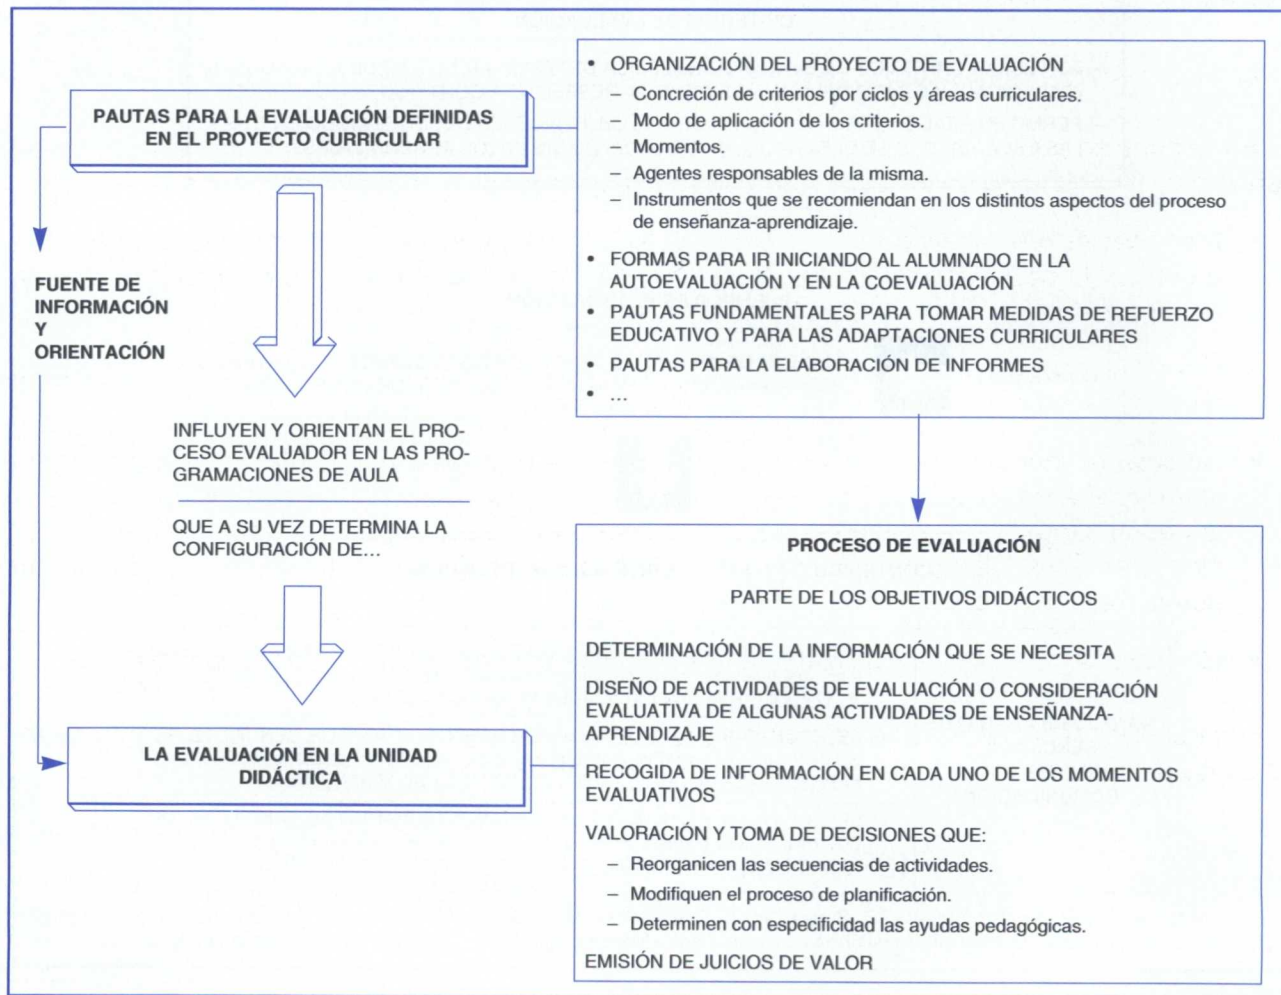 PAUTAS PARA LA EVALUACIÓN DEFINIDAS
EN EL PROYECTO CURRICULAR
• ORGANIZACIÓN DEL PROYECTO DE EVALUACIÓN
– Concreción de criterios por ciclos y áreas curriculares.
– Modo de aplicación de los criterios.
– Momentos.
– Agentes responsables de la misma.
– Instrumentos que se recomiendan en los distintos aspectos del proceso
de enseñanza-aprendizaje.
• FORMAS PARA IR INICIANDO AL ALUMNADO EN LA
AUTOEVALUACIÓN Y EN LA COEVALUACIÓN
• PAUTAS FUNDAMENTALES PARA TOMAR MEDIDAS DE REFUERZO
EDUCATIVO Y PARA LAS ADAPTACIONES CURRICULARES
• PAUTAS PARA LA ELABORACIÓN DE INFORMES
• ...
FUENTE DE
INFORMACIÓN
Y
ORIENTACIÓN
INFLUYEN Y ORIENTAN EL PRO-
CESO EVALUADOR EN LAS PRO-
GRAMACIONES DE AULA
QUE A SU VEZ DETERMINA LA
CONFIGURACIÓN DE...
LA EVALUACIÓN EN LA UNIDAD
DIDÁCTICA
PROCESO DE EVALUACIÓN
PARTE DE LOS OBJETIVOS DIDÁCTICOS
DETERMINACIÓN DE LA INFORMACIÓN QUE SE NECESITA
DISEÑO DE ACTIVIDADES DE EVALUACIÓN O CONSIDERACIÓN
EVALUATIVA DE ALGUNAS ACTIVIDADES DE ENSEÑANZA-
APRENDIZAJE
RECOGIDA DE INFORMACIÓN EN CADA UNO DE LOS MOMENTOS
EVALUATIVOS
VALORACIÓN Y TOMA DE DECISIONES QUE:
– Reorganicen las secuencias de actividades.
– Modifiquen el proceso de planificación.
– Determinen con especificidad las ayudas pedagógicas.
EMISIÓN DE JUICIOS DE VALOR